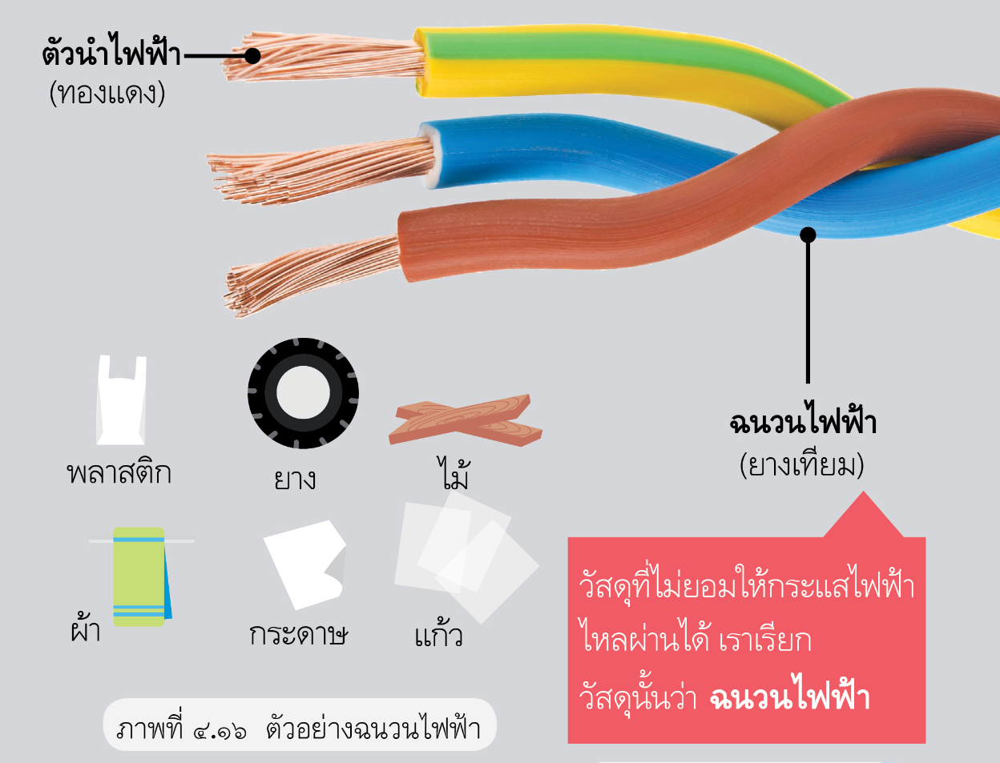 ตัวนำไฟฟ้า
(ทองแดง)
พลาสติก
ยาง
ไม้
ผ้า
กระดาษ
แก้ว
ภาพที่ ๔.๑๖ ตัวอย่างฉนวนไฟฟ้า
ฉนวนไฟฟ้า
(ยางเทียม)
วัสดุที่ไม่ยอมให้กระแสไฟฟ้า
ไหลผ่านได้ เราเรียก
วัสดุนั้นว่า ฉนวนไฟฟ้า